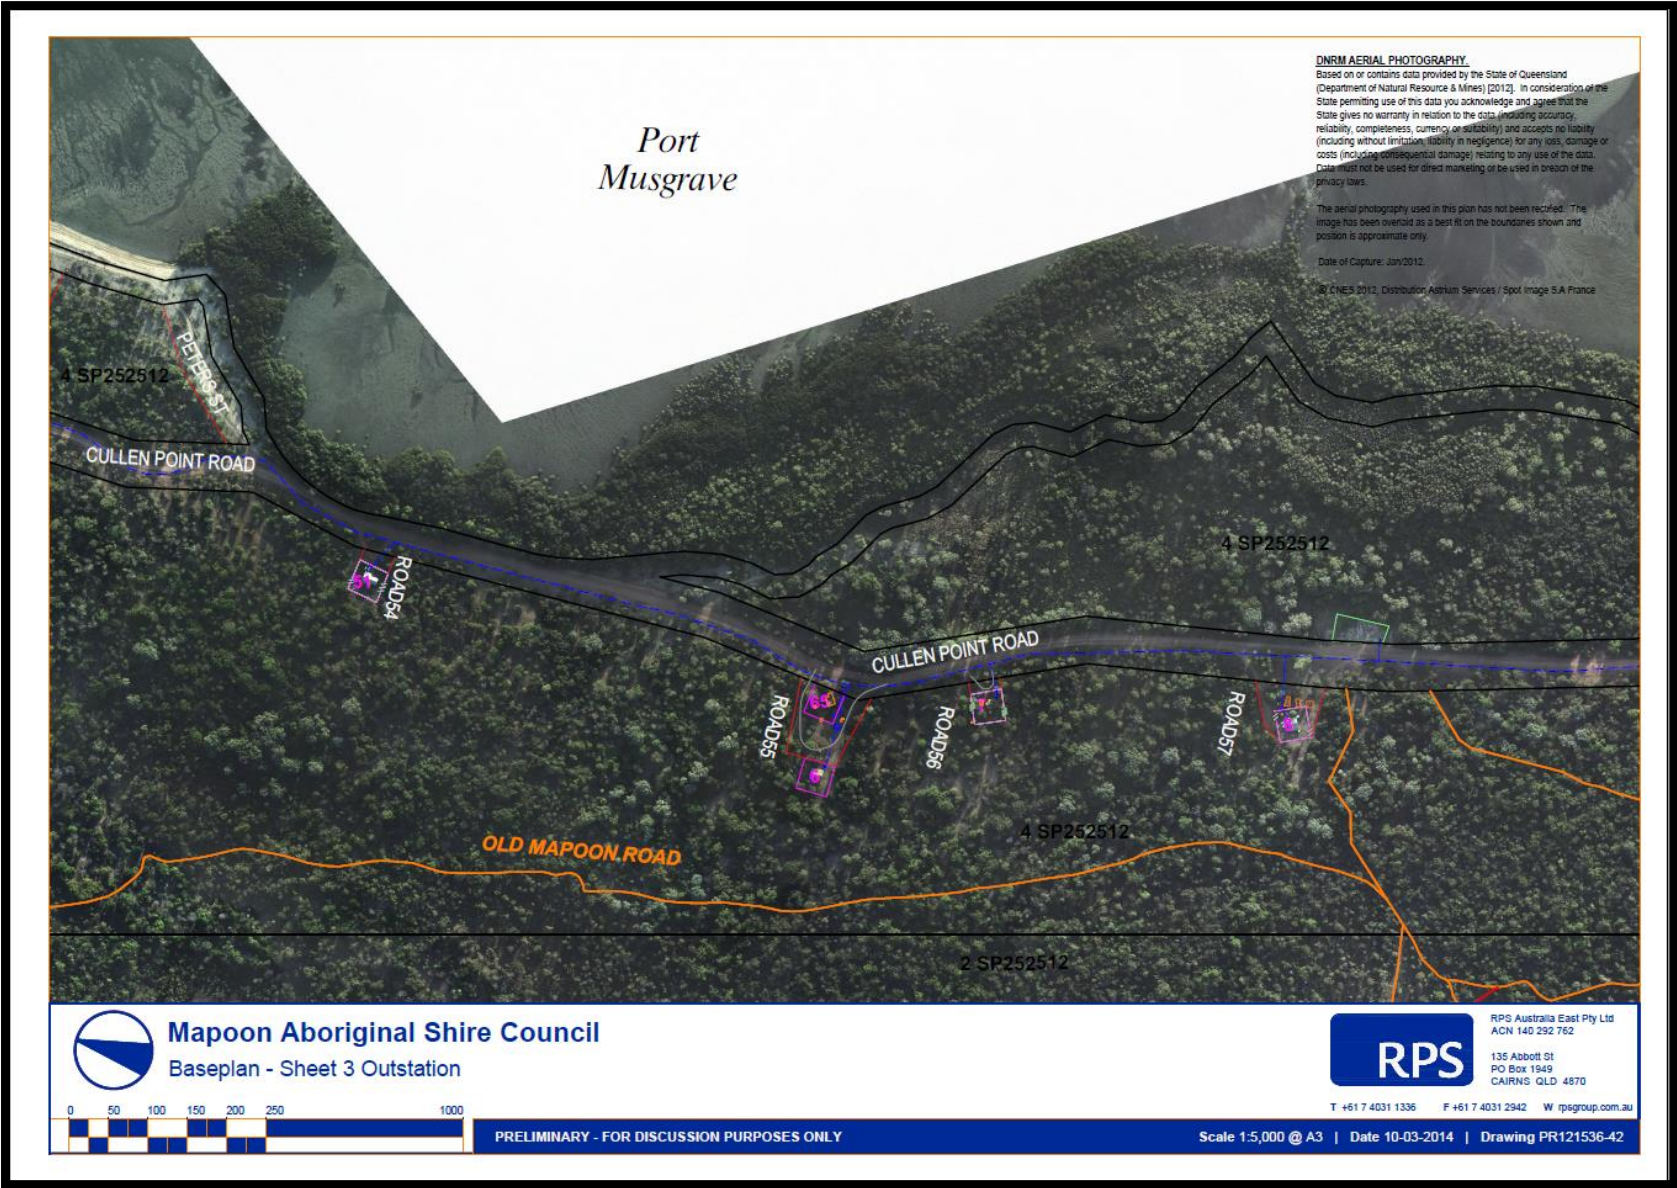 DNRM AERIAL PHOTOGRAPHY.
Based on or contains data provided by the State of Queensland
(Department of Natural Resource & Mines) [2012]. In consideration of the
State permitting use of this data you acknowledge and agree that the
State gives no warranty in relation to the data (including accuracy,
reliability, completeness, currency or suitability) and accepts no liability
(including without limitation, liability in negligence) for any loss, damage or
costs (including consequential damage) relating to any use of the data.
Data must not be used for direct marketing or be used in breach of the
privacy laws.
The aerial photography used in this plan has not been rectified. The
image has been overlaid as a best fit on the boundaries shown and
position is approximate only.
Date of Capture: Jan/2012.
© CNES 2012, Distribution Astrium Services / Spot Image S.A France
Port
Musgrave
PETERS ST
4 SP252512
CULLEN POINT ROAD
4 SP252512
51
ROAD54
CULLEN POINT ROAD
65
ROAD55
6
ROAD56
ROAD57
4 SP252512
OLD MAPOON ROAD
2 SP252512
Mapoon Aboriginal Shire Council
Baseplan - Sheet 3 Outstation
0 50 100 150 200 250 1000
RPS
RPS Australia East Pty Ltd
ACN 140 292 762
135 Abbott St
PO Box 1949
CAIRNS QLD 4870
T +61 7 4031 1336 F +61 7 4031 2942 W rpsgroup.com.au
PRELIMINARY - FOR DISCUSSION PURPOSES ONLY
Scale 1:5,000 @ A3 | Date 10-03-2014 | Drawing PR121536-42